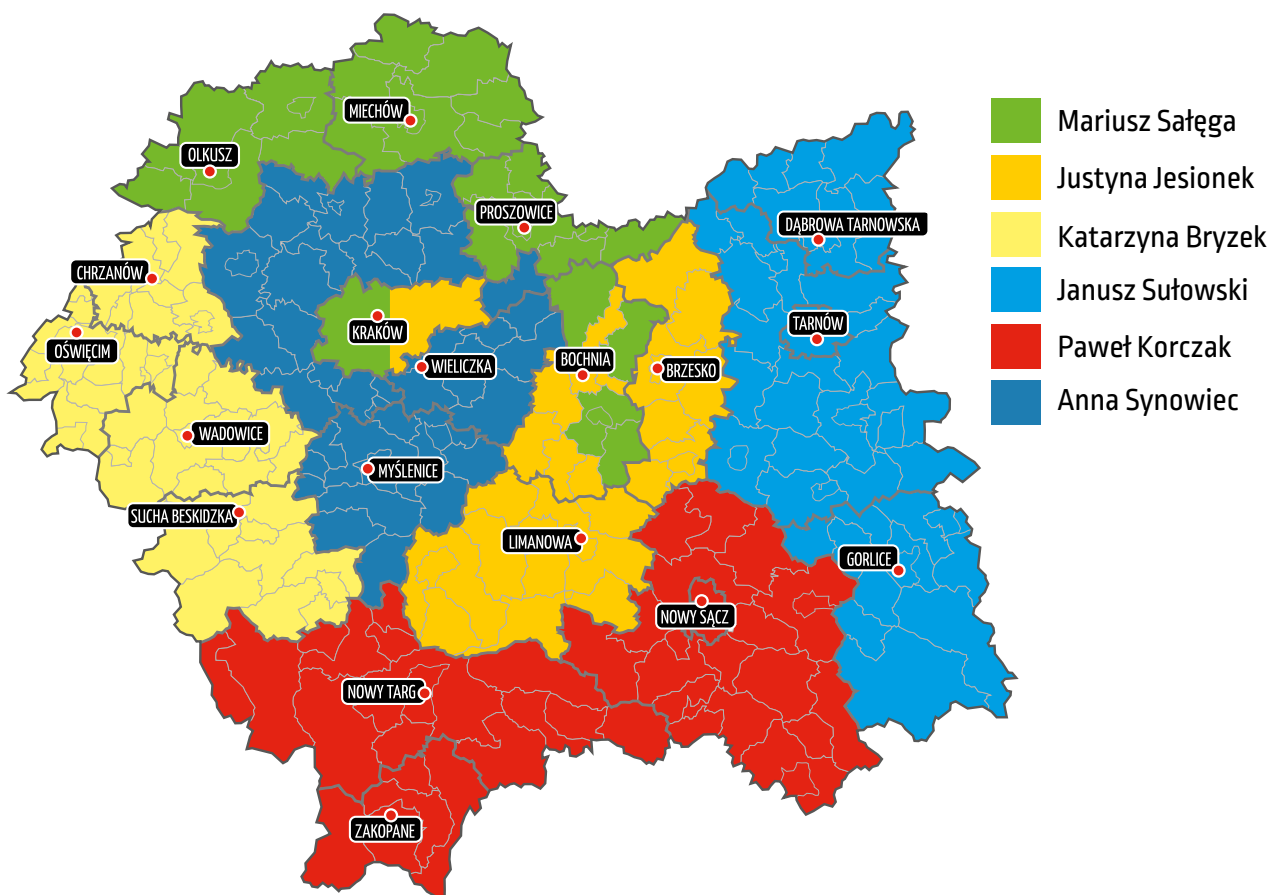 MIECHÓW
OLKUSZ
PROSZOWICE
DĄBROWA TARNOWSKA
CHRZANÓW
KRAKÓW
TARNÓW
OŚWIĘCIM
WIELICZKA
BOCHNIA
BRZESKO
WADOWICE
MYŚLENICE
SUCHA BESKIDZKA
LIMANOWA
GORLICE
NOWY SĄCZ
NOWY TARG
ZAKOPANE
Mariusz Sałęga
Justyna Jesionek
Katarzyna Bryzek
Janusz Sułowski
Paweł Korczak
Anna Synowiec